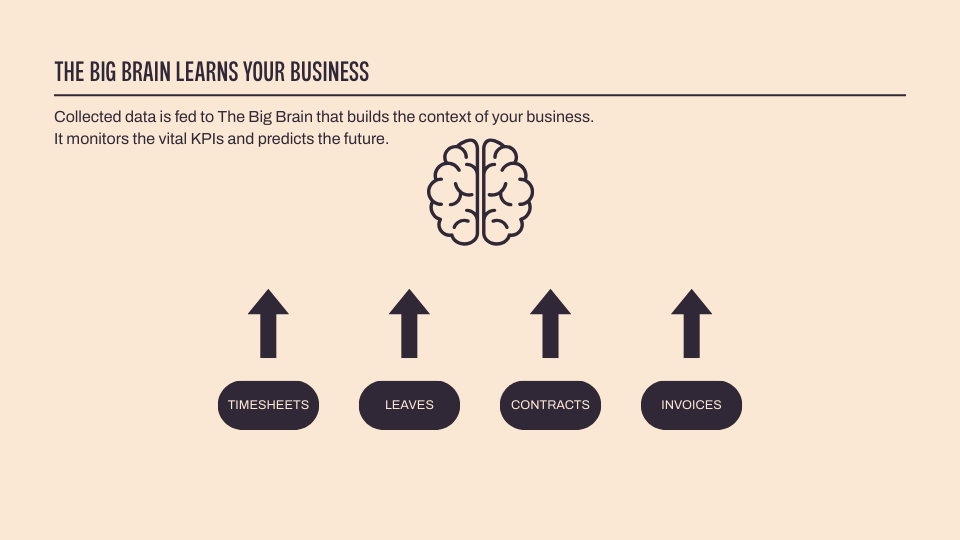 THE BIG BRAIN LEARNS YOUR BUSINESS
Collected data is fed to The Big Brain that builds the context of your business.
It monitors the vital KPIs and predicts the future.
TIMESHEETS
LEAVES
CONTRACTS
INVOICES